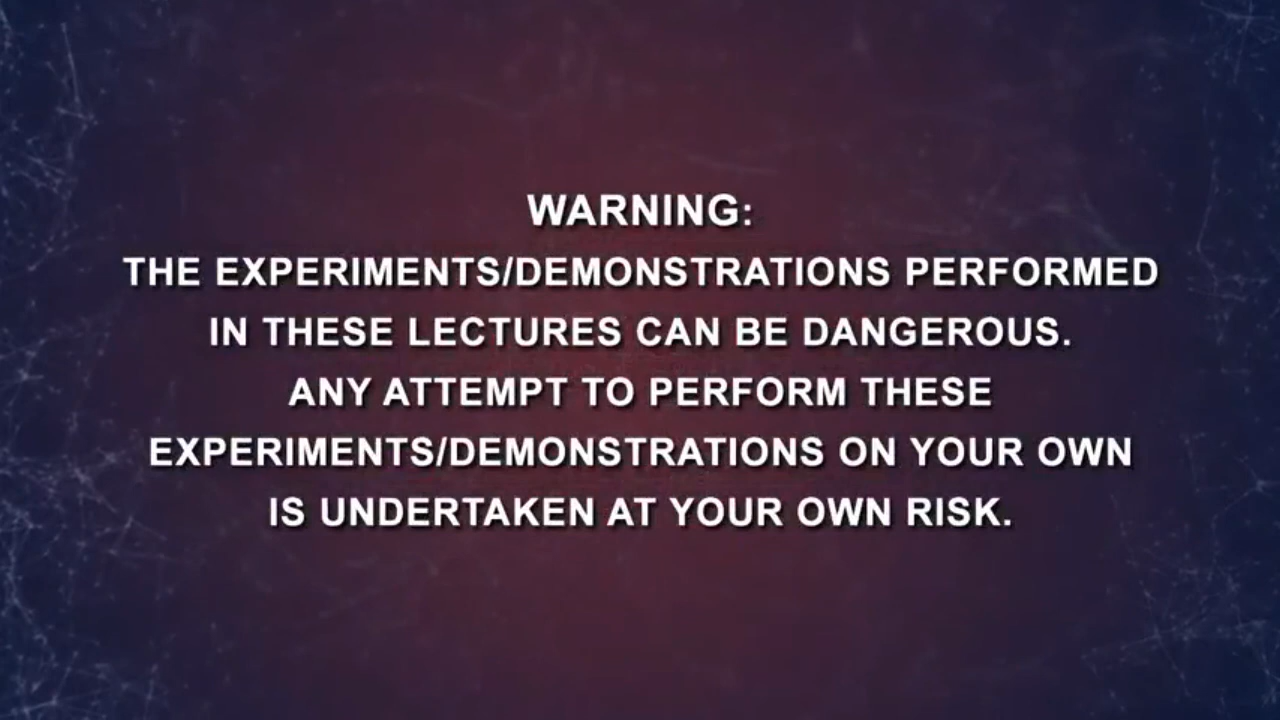 WARNING:
THE EXPERIMENTS/DEMONSTRATIONS PERFORMED
IN THESE LECTURES CAN BE DANGEROUS.
ANY ATTEMPT TO PERFORM THESE
EXPERIMENTS/DEMONSTRATIONS ON YOUR OWN
IS UNDERTAKEN AT YOUR OWN RISK.